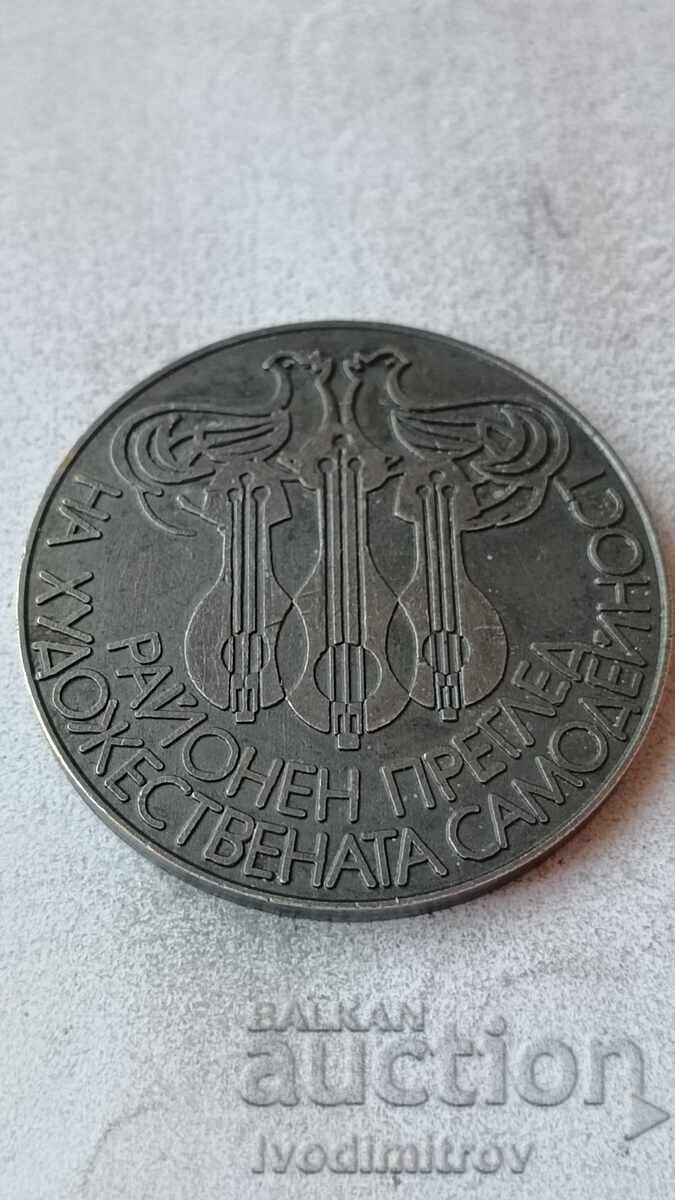 РАЙОНЕН ПРЕГЛЕД
НА ХУДОЖЕСТВЕНАТА САМОДЕЙНОСТ
BALKAN
auction
Ivodimitrov